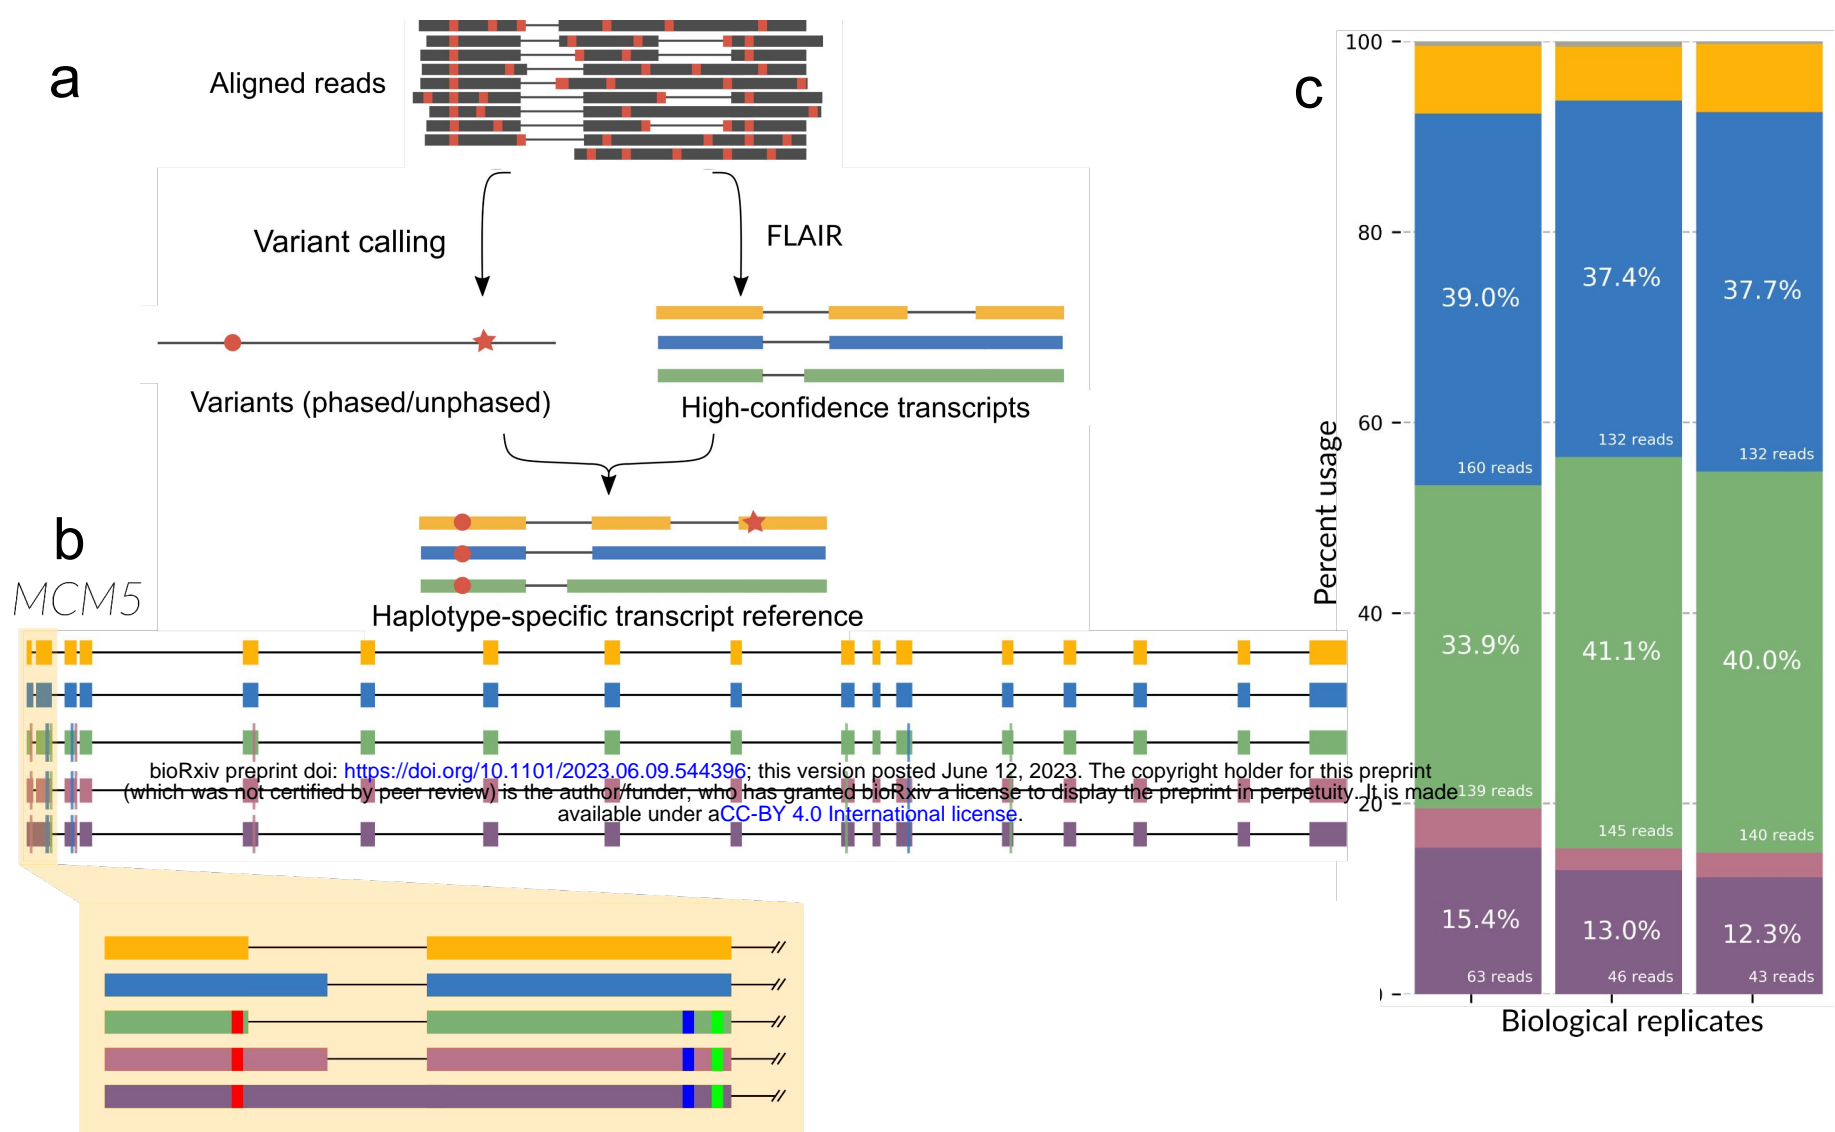 a
Aligned reads
Variant calling
FLAIR
Variants (phased/unphased)
High-confidence transcripts
Haplotype-specific transcript reference
b
MCM5
bioRxiv preprint doi: https://doi.org/10.1101/2023.06.09.544396; this version posted June 12, 2023. The copyright holder for this preprint
(which was not certified by peer review) is the author/funder, who has granted bioRxiv a license to display the preprint in perpetuity. It is made
available under aCC-BY 4.0 International license.
//
//
//
//
//
c
Percent usage
100
80
60
40
20
39.0%
160 reads
33.9%
139 reads
15.4%
63 reads
37.4%
132 reads
41.1%
145 reads
13.0%
46 reads
37.7%
132 reads
40.0%
140 reads
12.3%
43 reads
Biological replicates